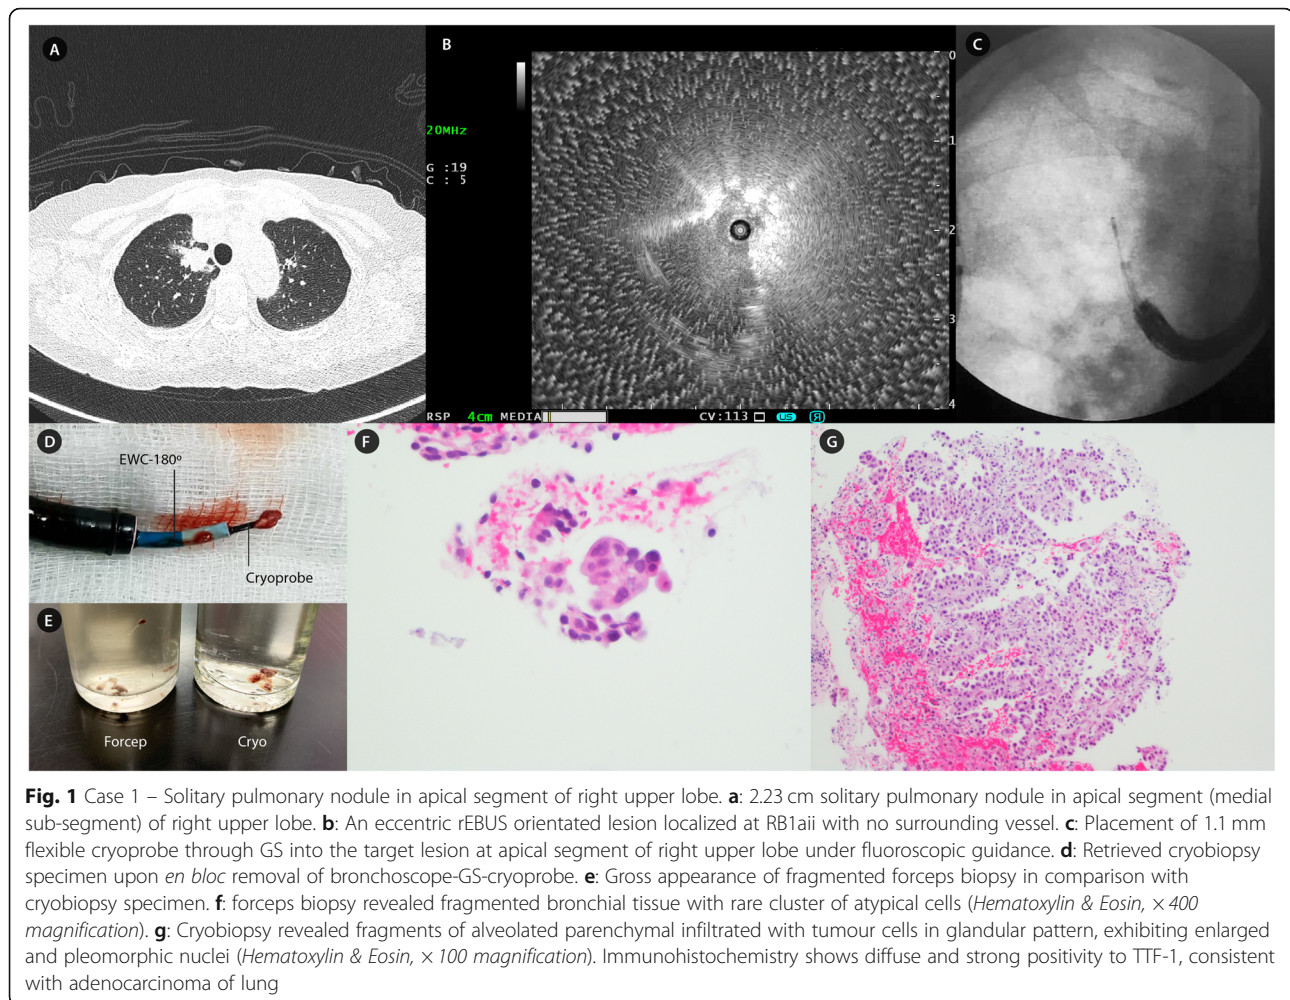 A
B
C
20MHz
G :19
C : 5
0
1
2
3
4
RSP 4cm MEDIA
CV:113
US
D
EWC-180º
Cryoprobe
E
Forcep
Cryo
F
G
Fig. 1 Case 1 – Solitary pulmonary nodule in apical segment of right upper lobe. a: 2.23 cm solitary pulmonary nodule in apical segment (medial
sub-segment) of right upper lobe. b: An eccentric rEBUS orientated lesion localized at RB1aii with no surrounding vessel. c: Placement of 1.1 mm
flexible cryoprobe through GS into the target lesion at apical segment of right upper lobe under fluoroscopic guidance. d: Retrieved cryobiopsy
specimen upon en bloc removal of bronchoscope-GS-cryoprobe. e: Gross appearance of fragmented forceps biopsy in comparison with
cryobiopsy specimen. f: forceps biopsy revealed fragmented bronchial tissue with rare cluster of atypical cells (Hematoxylin & Eosin, × 400
magnification). g: Cryobiopsy revealed fragments of alveolated parenchymal infiltrated with tumour cells in glandular pattern, exhibiting enlarged
and pleomorphic nuclei (Hematoxylin & Eosin, × 100 magnification). Immunohistochemistry shows diffuse and strong positivity to TTF-1, consistent
with adenocarcinoma of lung